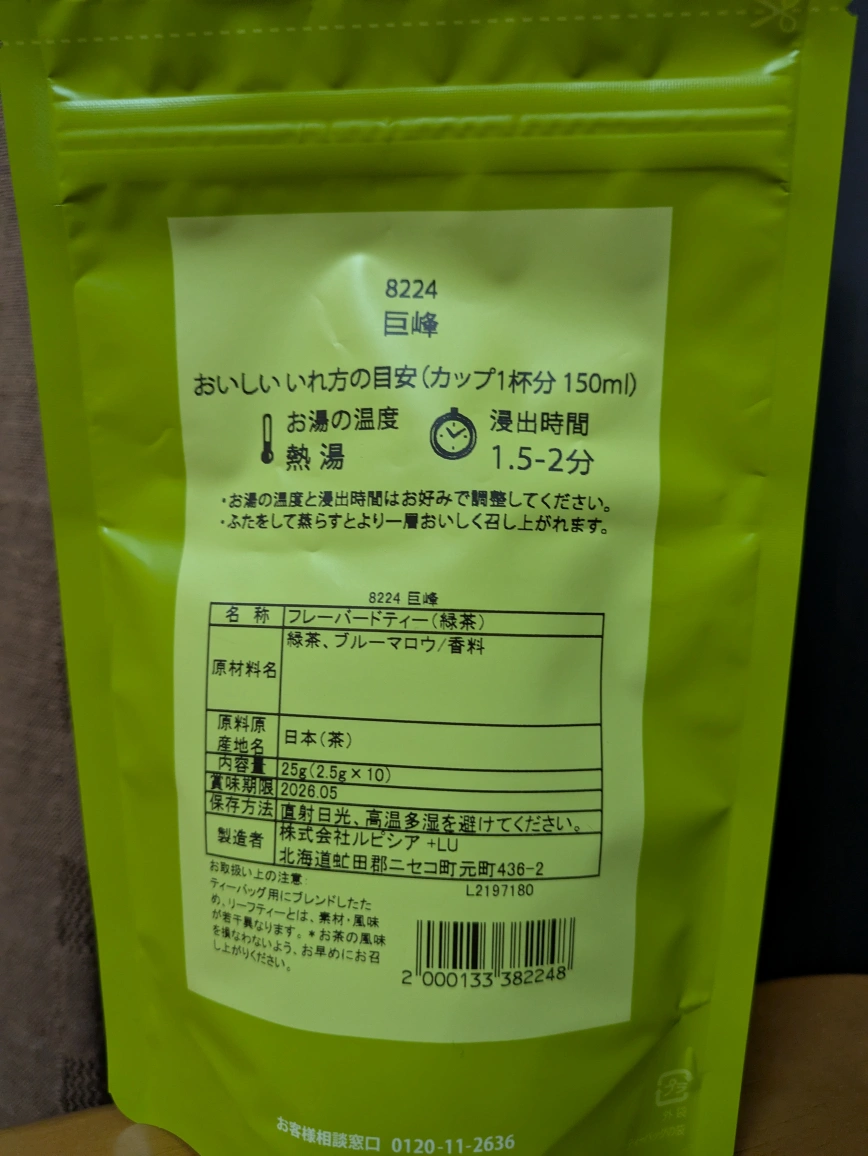 8224
巨峰
おいしいいれ方の目安(カップ1杯分 150ml)
お湯の温度
熱湯
浸出時間
1.5-2分
・お湯の温度と浸出時間はお好みで調整してください。
・ふたをして蒸らすとより一層おいしく召し上がれます。
8224 巨峰
名 称 フレーバードティー(緑茶)
原材料名 緑茶、ブルーマロウ/香料
原料原
産地名 日本(茶)
内容量 25g(2.5g×10)
賞味期限 2026.05
保存方法 直射日光、高温多湿を避けてください。
製造者 株式会社ルピシア +LU
北海道虻田郡ニセコ町元町436-2
L2197180
お取扱い上の注意:
ティーバッグ用にブレンドしたた
め、リーフティーとは、素材・風味
が若干異なります。*お茶の風味
を損なわないよう、お早めにお召
し上がりください。
2 000133 382248
プラ
外袋
お客様相談窓口 0120-11-2636